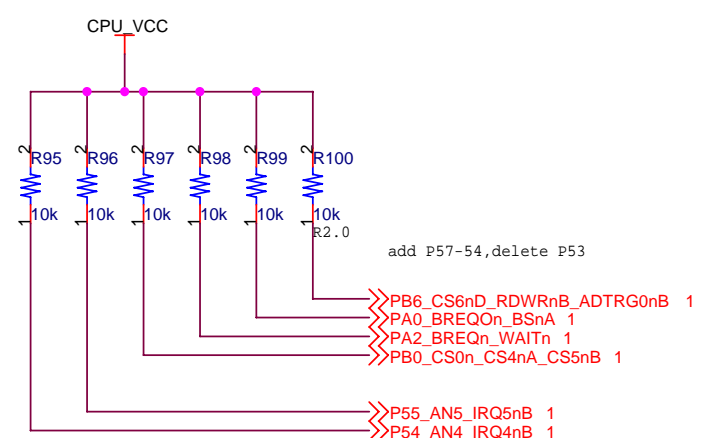 CPU_VCC
2 2 2 2 2 2
R95 R96 R97 R98 R99 R100
10k 10k 10k 10k 10k 10k
1 1 1 1 1 1
R2.0
add P57-54,delete P53
PB6_CS6nD_RDWRnB_ADTRG0nB 1
PA0_BREQOn_BSnA 1
PA2_BREQn_WAITn 1
PB0_CS0n_CS4nA_CS5nB 1
P55_AN5_IRQ5nB 1
P54_AN4_IRQ4nB 1